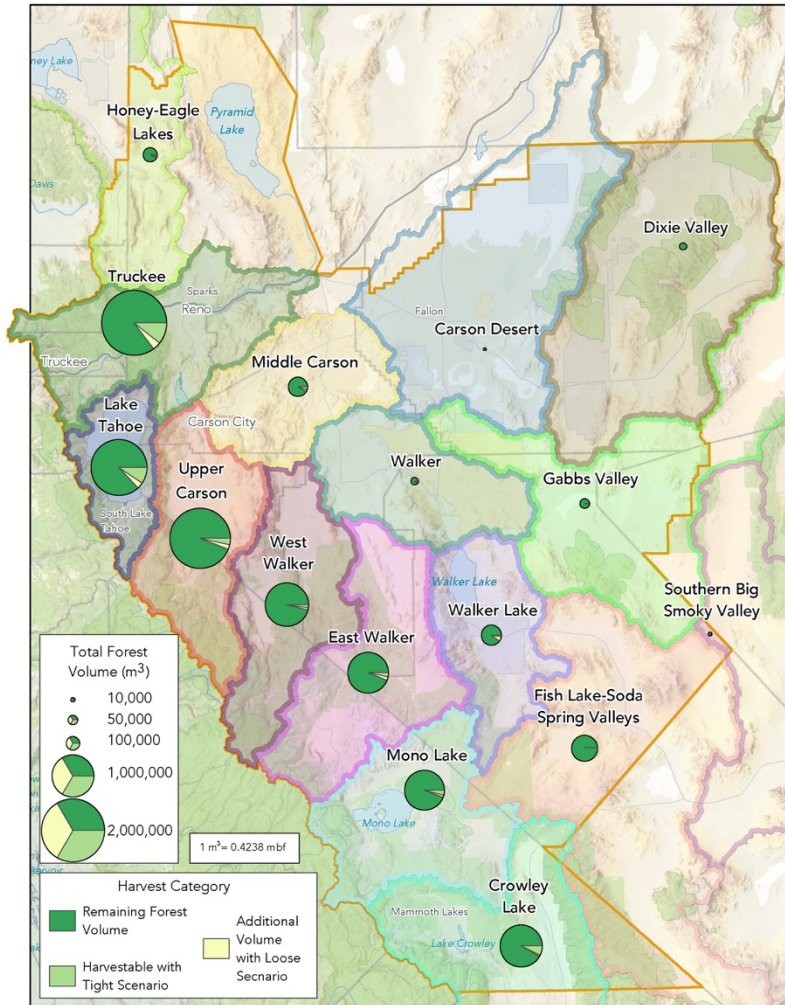 ney Lake
Honey-Eagle
Lakes
Pyramid
Lake
Davis
Dixie Valley
Truckee
Sparks
Reno
Fallon
Carson Desert
Truckee
Middle Carson
Lake
Tahoe
Carson City
Upper
Carson
Walker
Gabbs Valley
South Lake
Tahoe
West
Walker
Walker Lake
Walker Lake
Southern Big
Smoky Valley
East Walker
Fish Lake-Soda
Spring Valleys
Mono Lake
Mono Lake
Crowley
Lake
Mammoth Lakes
Lake Crowley
Total Forest
Volume (m³)
10,000
50,000
100,000
1,000,000
2,000,000
1 m³= 0.4238 mbf
ervoir
Harvest Category
Remaining Forest
Volume
Harvestable with
Tight Scenario
Additional
Volume
with Loose
Secnario